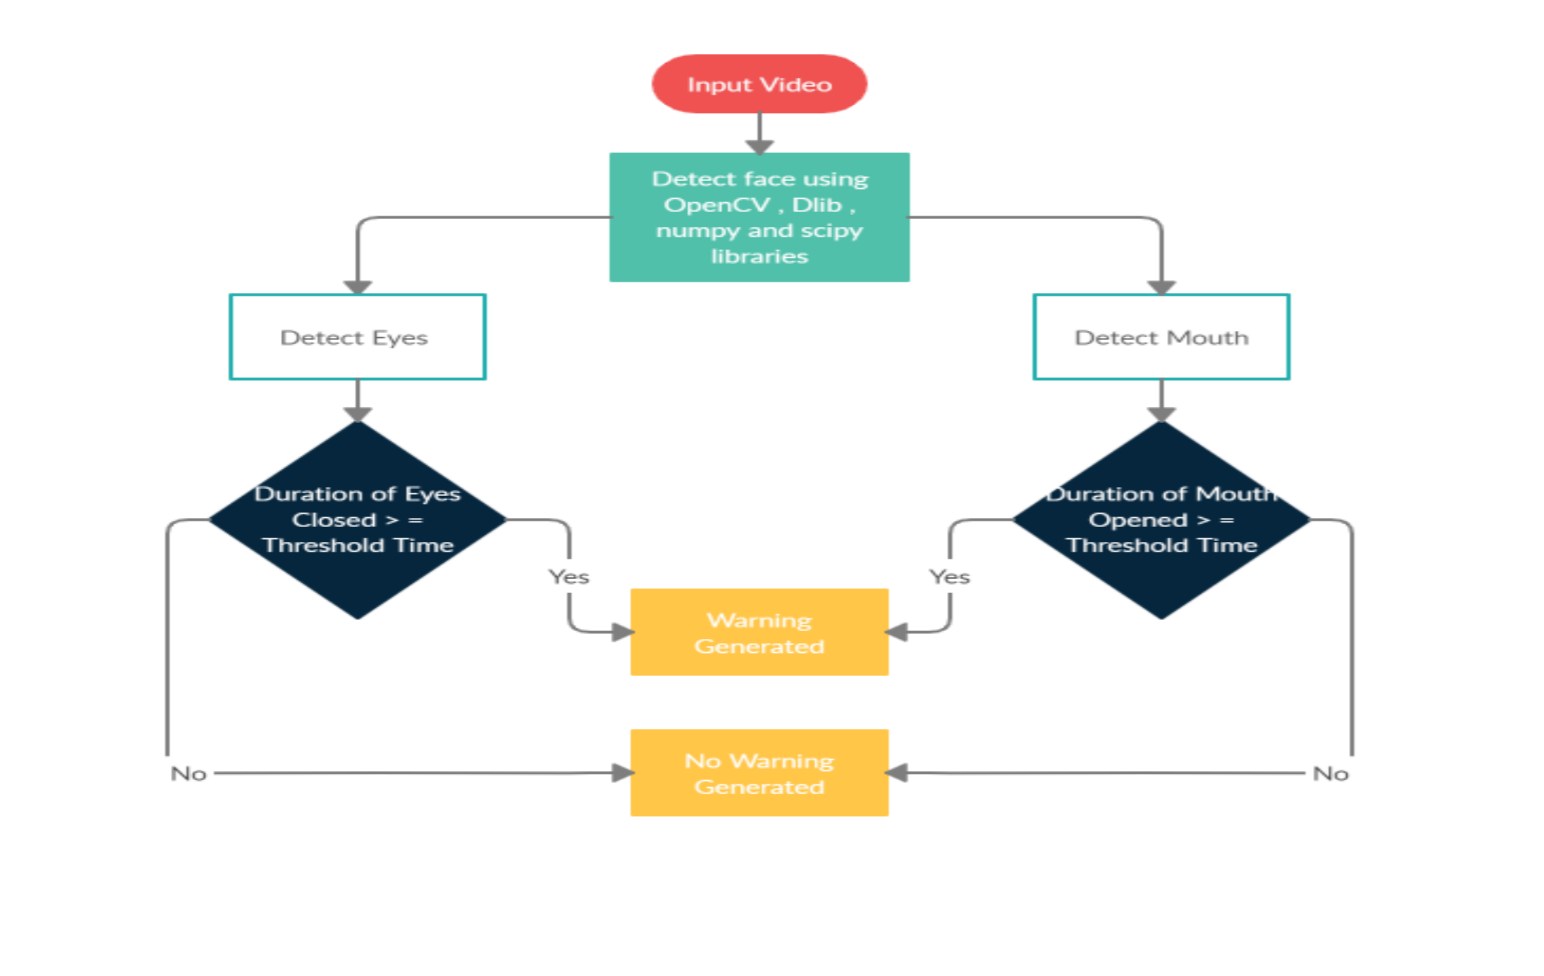 Input Video
Detect face using
OpenCV , Dlib ,
numpy and scipy
libraries
Detect Eyes
Detect Mouth
Duration of Eyes
Closed > =
Threshold Time
Duration of Mouth
Opened > =
Threshold Time
Yes
Yes
Warning
Generated
No Warning
Generated
No
No